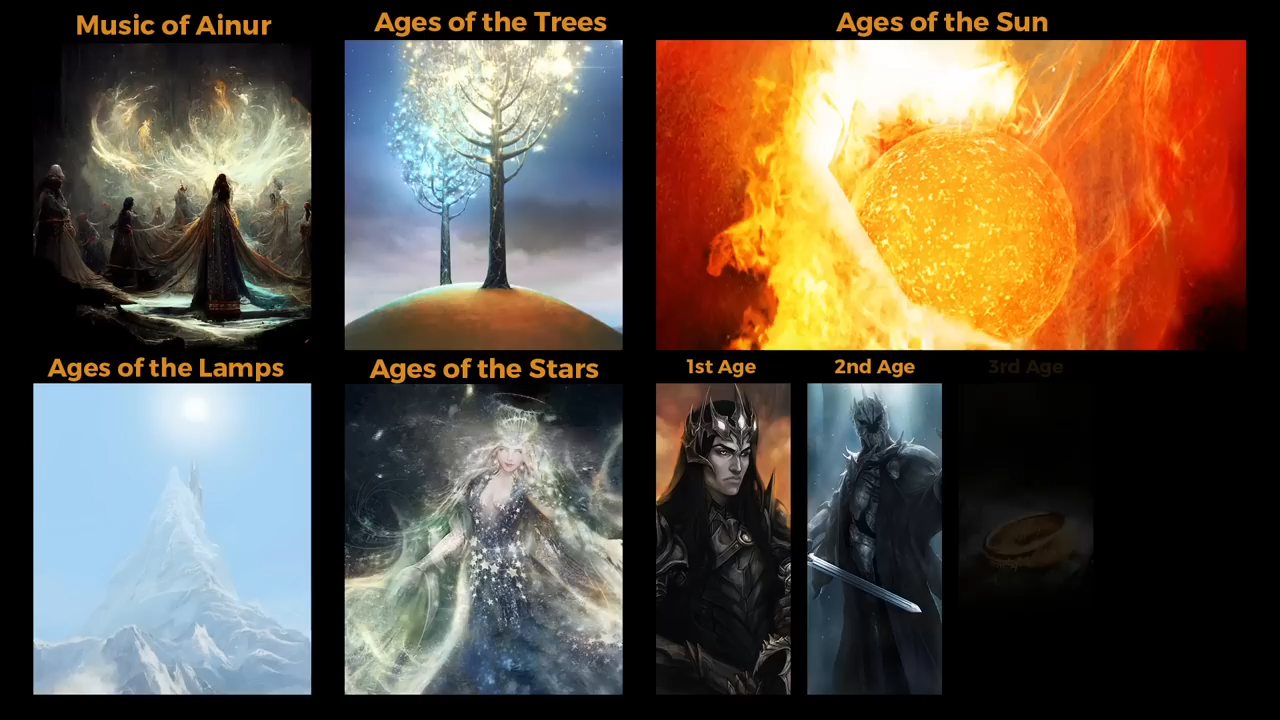 Music of Ainur
Ages of the Trees
Ages of the Sun
Ages of the Lamps
Ages of the Stars
1st Age
2nd Age
3rd Age